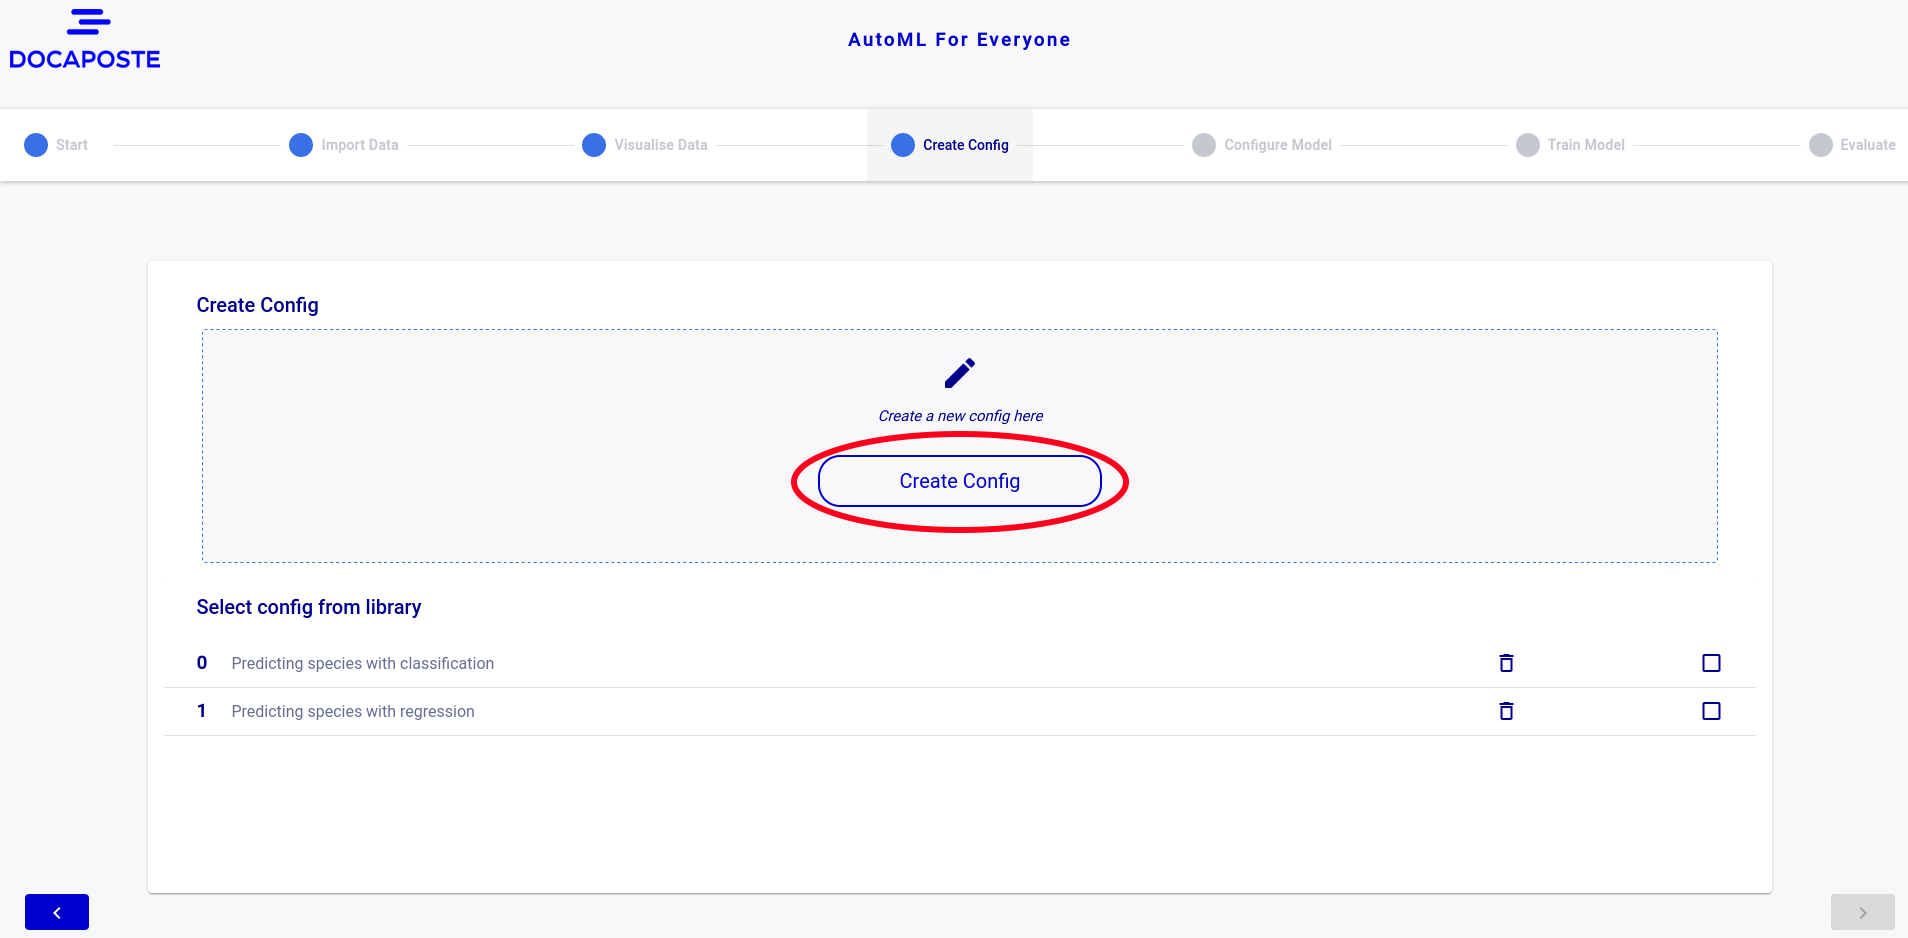 DOCAPOSTE
AutoML For Everyone
Start
Import Data
Visualise Data
Create Config
Configure Model
Train Model
Evaluate
Create Config
Create a new config here
Create Config
Select config from library
0 Predicting species with classification
1 Predicting species with regression